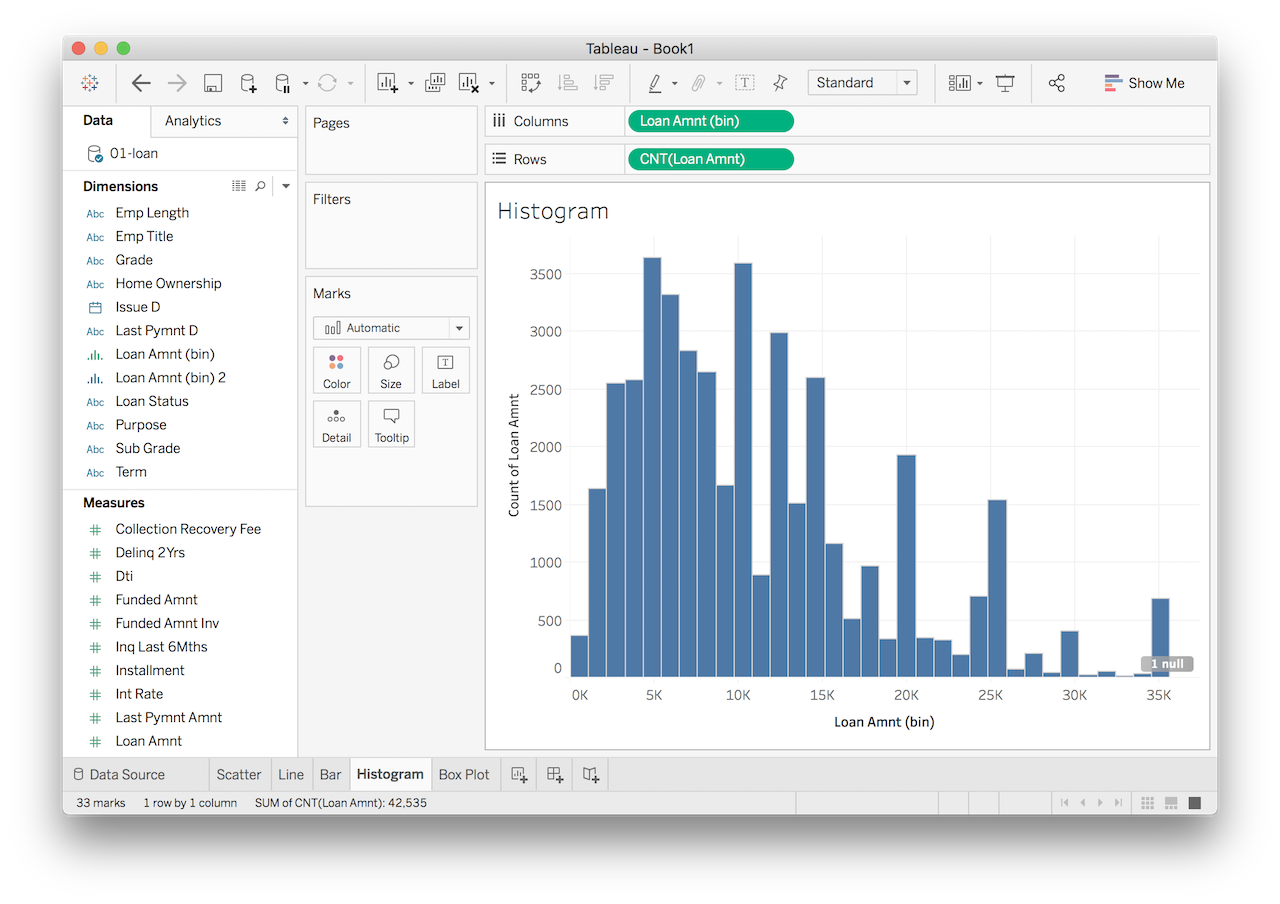 Tableau - Book1
Standard
Show Me
Data
Analytics
01-loan
Dimensions
Abc Emp Length
Abc Emp Title
Abc Grade
Abc Home Ownership
Issue D
Abc Last Pymnt D
Loan Amnt (bin)
Loan Amnt (bin) 2
Abc Loan Status
Abc Purpose
Abc Sub Grade
Abc Term
Measures
# Collection Recovery Fee
# Delinq 2Yrs
# Dti
# Funded Amnt
# Funded Amnt Inv
# Inq Last 6Mths
# Installment
# Int Rate
# Last Pymnt Amt
# Loan Amnt
Pages
Filters
Marks
Automatic
Color
Size
T
Label
Detail
Tooltip
Columns
Loan Amnt (bin)
Rows
CNT(Loan Amnt)
Histogram
Count of Loan Amnt
3500
3000
2500
2000
1500
1000
500
0
0K 5K 10K 15K 20K 25K 30K 35K
1 null
Loan Amnt (bin)
Data Source
Scatter
Line
Bar
Histogram
Box Plot
33 marks
1 row by 1 column
SUM of CNT(Loan Amnt): 42,535